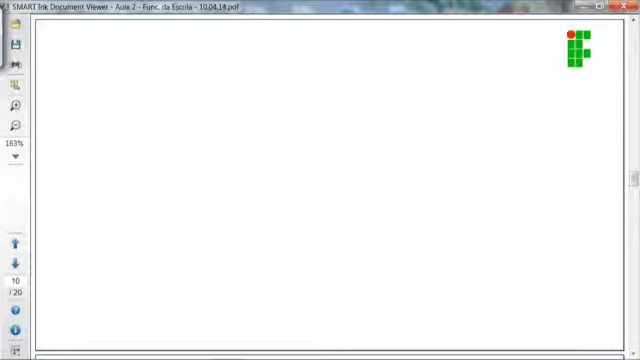 SMART Ink Document Viewer - Aula 2 - Func. da Escola - 10.04.14.pdf
163%
10
/ 20